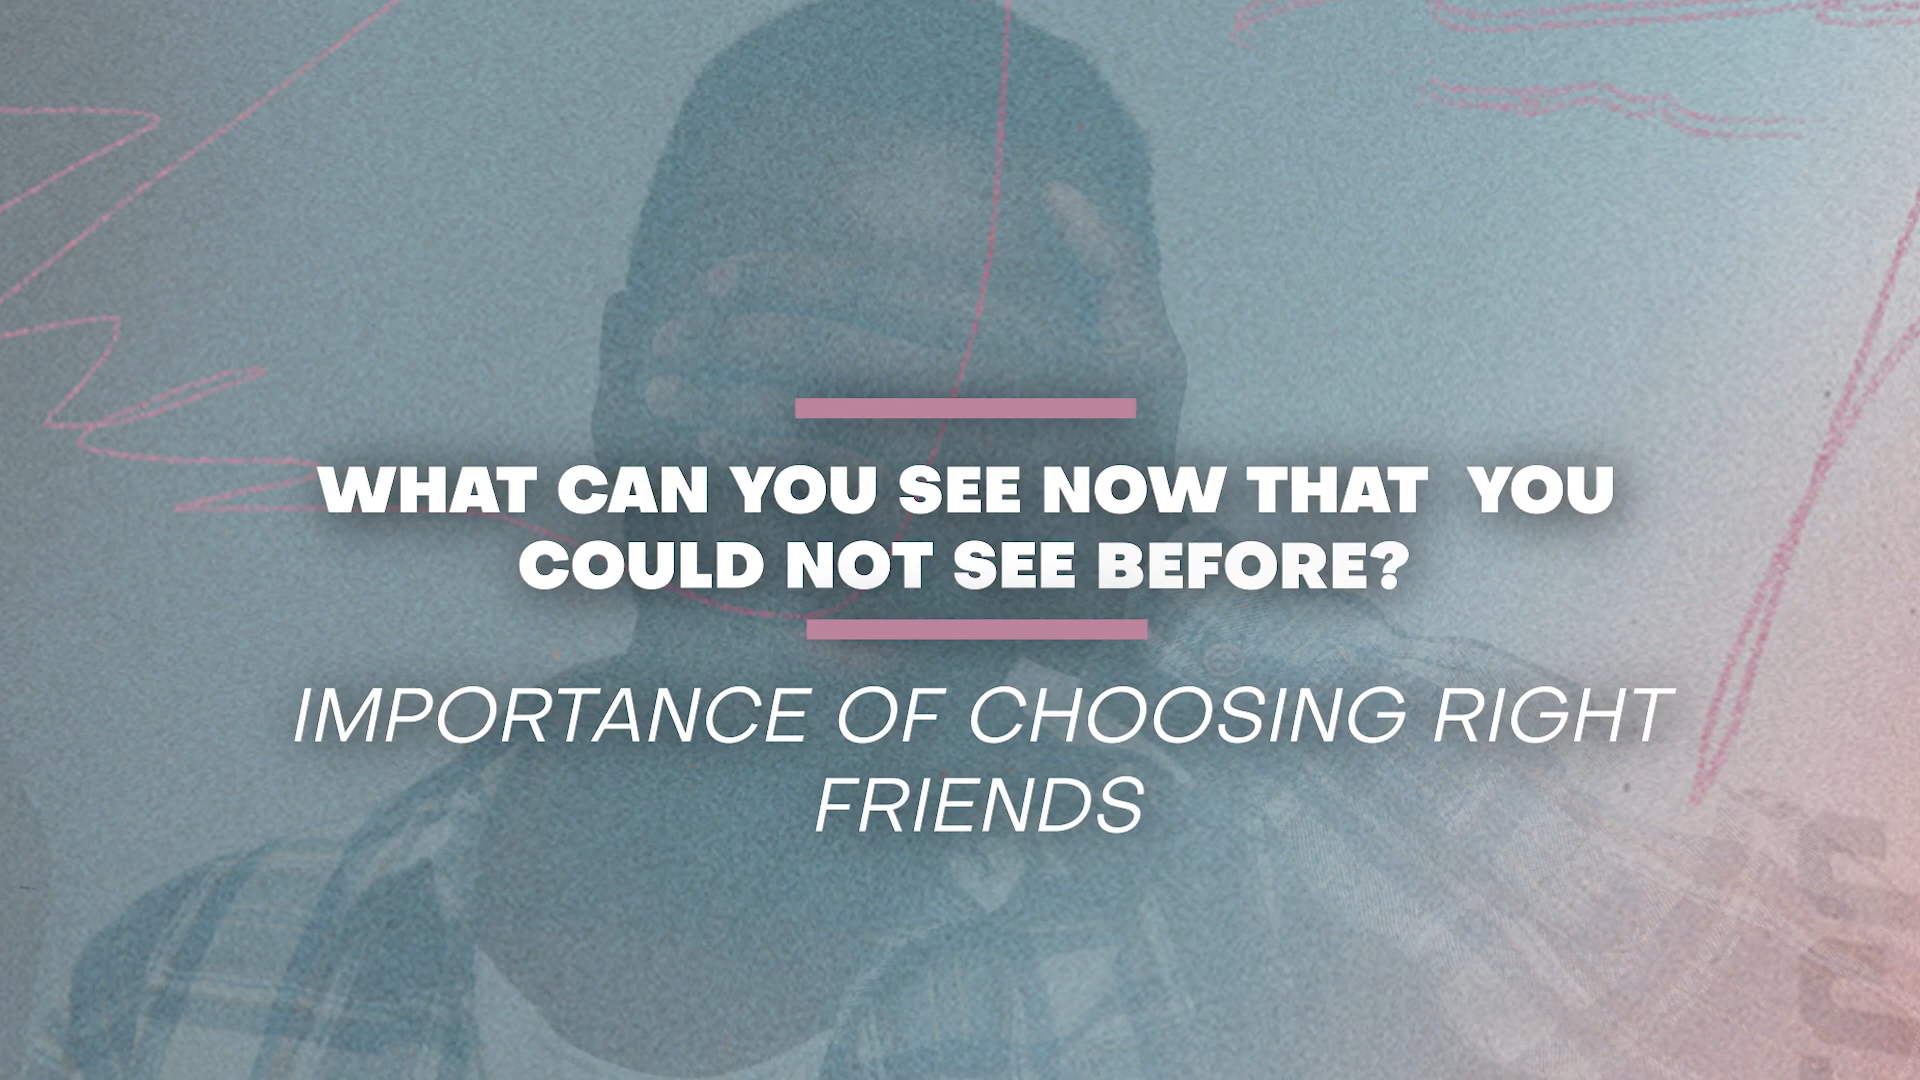 WHAT CAN YOU SEE NOW THAT  YOU
COULD NOT SEE BEFORE?
IMPORTANCE OF CHOOSING RIGHT
FRIENDS